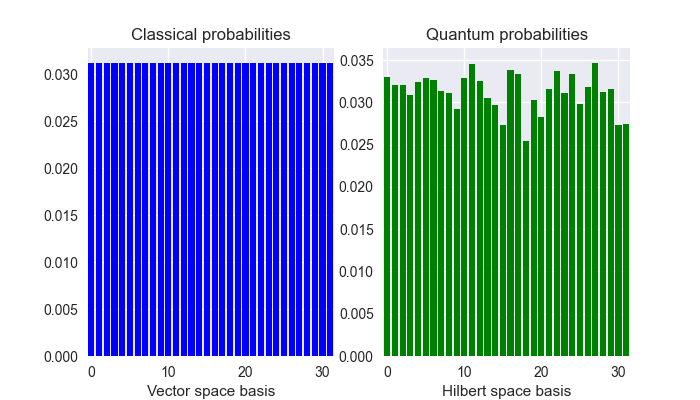 Classical probabilities
0.030
0.025
0.020
0.015
0.010
0.005
0.000
0 10 20 30
Vector space basis
Quantum probabilities
0.035
0.030
0.025
0.020
0.015
0.010
0.005
0.000
0 10 20 30
Hilbert space basis